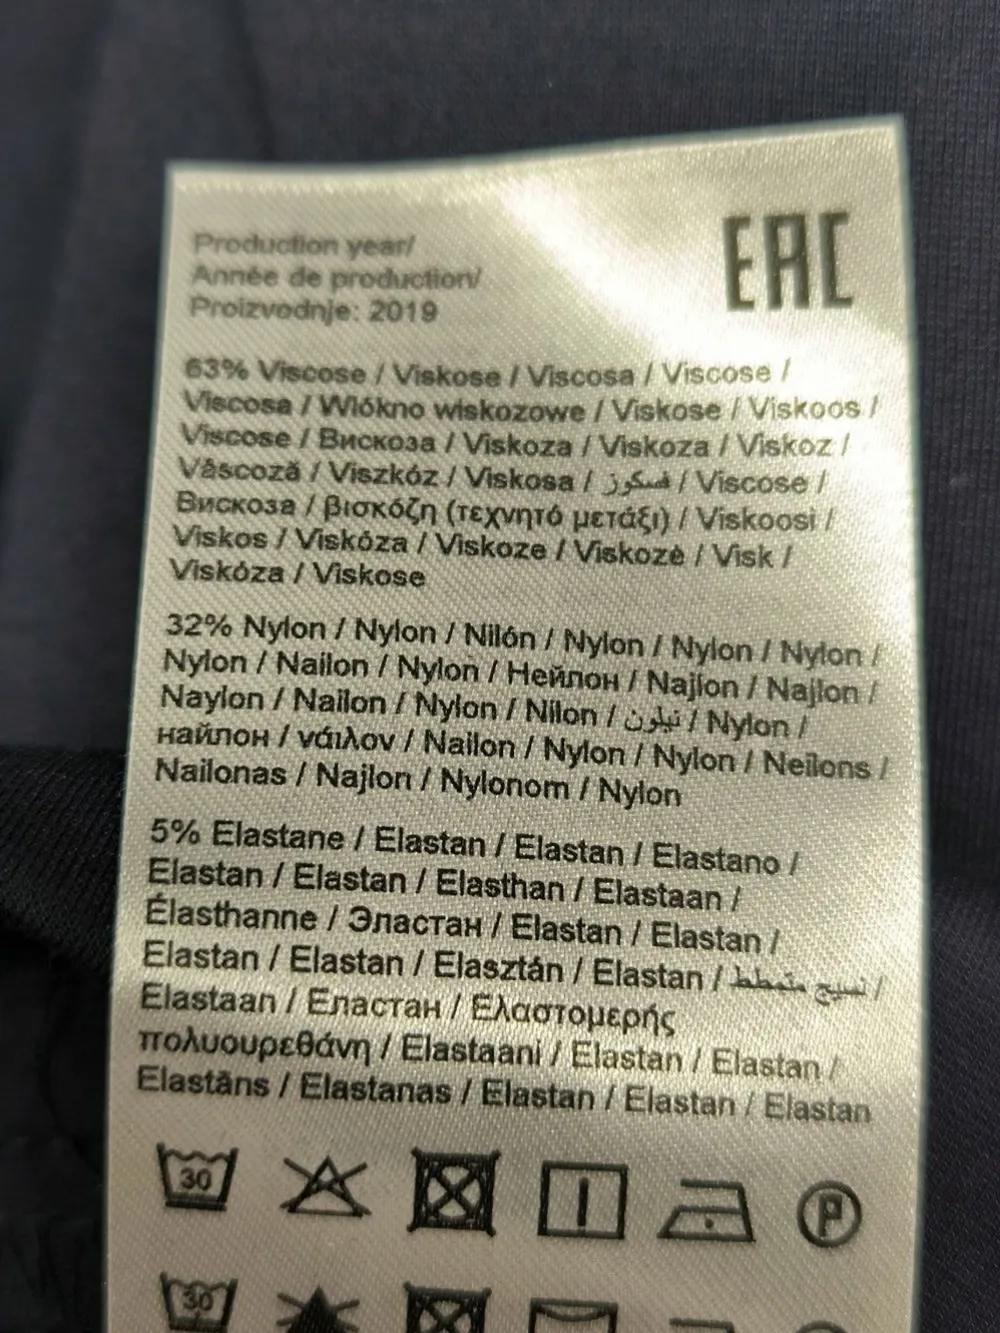 EAC
Production year/
Année de production/
Proizvodnje: 2019
63% Viscose / Viskose / Viscosa / Viscose /
Viscosa / Włókno wiskozowe / Viskose / Viskoos /
Viscose / Вискоза / Viskoza / Viskoza / Viskoz /
Vâscoză / Viszkóz / Viskosa / فسكوز / Viscose /
Вискоза / βισκόζη (τεχνητό μετάξι) / Viskoosi /
Viskos / Viskóza / Viskoze / Viskozė / Visk /
Viskóza / Viskose
32% Nylon / Nylon / Nilón / Nylon / Nylon / Nylon /
Nylon / Nailon / Nylon / Нейлон / Najlon / Najlon /
Naylon / Nailon / Nylon / Nilon / نيلون / Nylon /
найлон / νάιλον / Nailon / Nylon / Nylon / Neilons /
Nailonas / Najlon / Nylonom / Nylon
5% Elastane / Elastan / Elastan / Elastano /
Elastan / Elastan / Elasthan / Elastaan /
Élasthanne / Эластан / Elastan / Elastan /
Elastan / Elastan / Elasztán / Elastan / نسيج متمطط /
Elastaan / Еластан / Ελαστομερής
πολυουρεθάνη / Elastaani / Elastan / Elastan /
Elastāns / Elastanas / Elastan / Elastan / Elastan
30 P
30